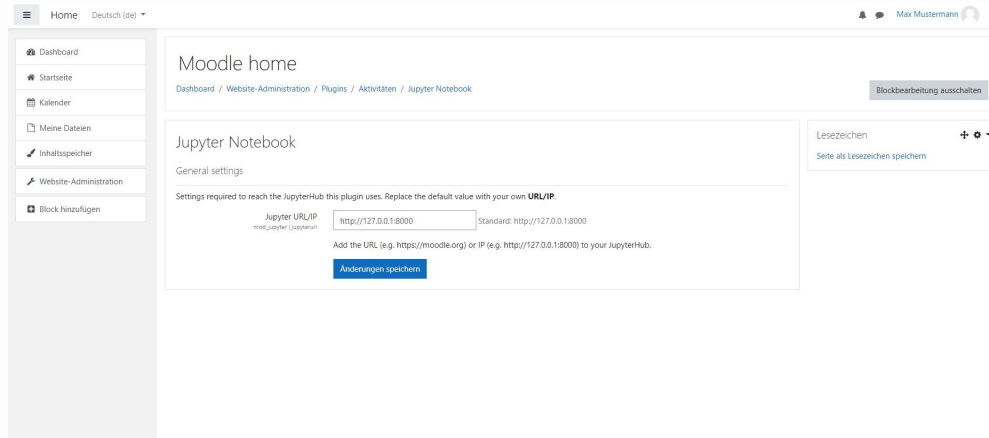 Home Deutsch (de)
Max Mustermann
Dashboard
Startseite
Kalender
Meine Dateien
Inhaltsspeicher
Website-Administration
Block hinzufügen
Moodle home
Dashboard / Website-Administration / Plugins / Aktivitäten / Jupyter Notebook
Blockbearbeitung ausschalten
Jupyter Notebook
General settings
Settings required to reach the JupyterHub this plugin uses. Replace the default value with your own URL/IP.
Jupyter URL/IP
mod_jupyter | jupyterurl
http://127.0.0.1:8000
Standard: http://127.0.0.1:8000
Add the URL (e.g. https://moodle.org) or IP (e.g. http://127.0.0.1:8000) to your JupyterHub.
Änderungen speichern
Lesezeichen
Seite als Lesezeichen speichern